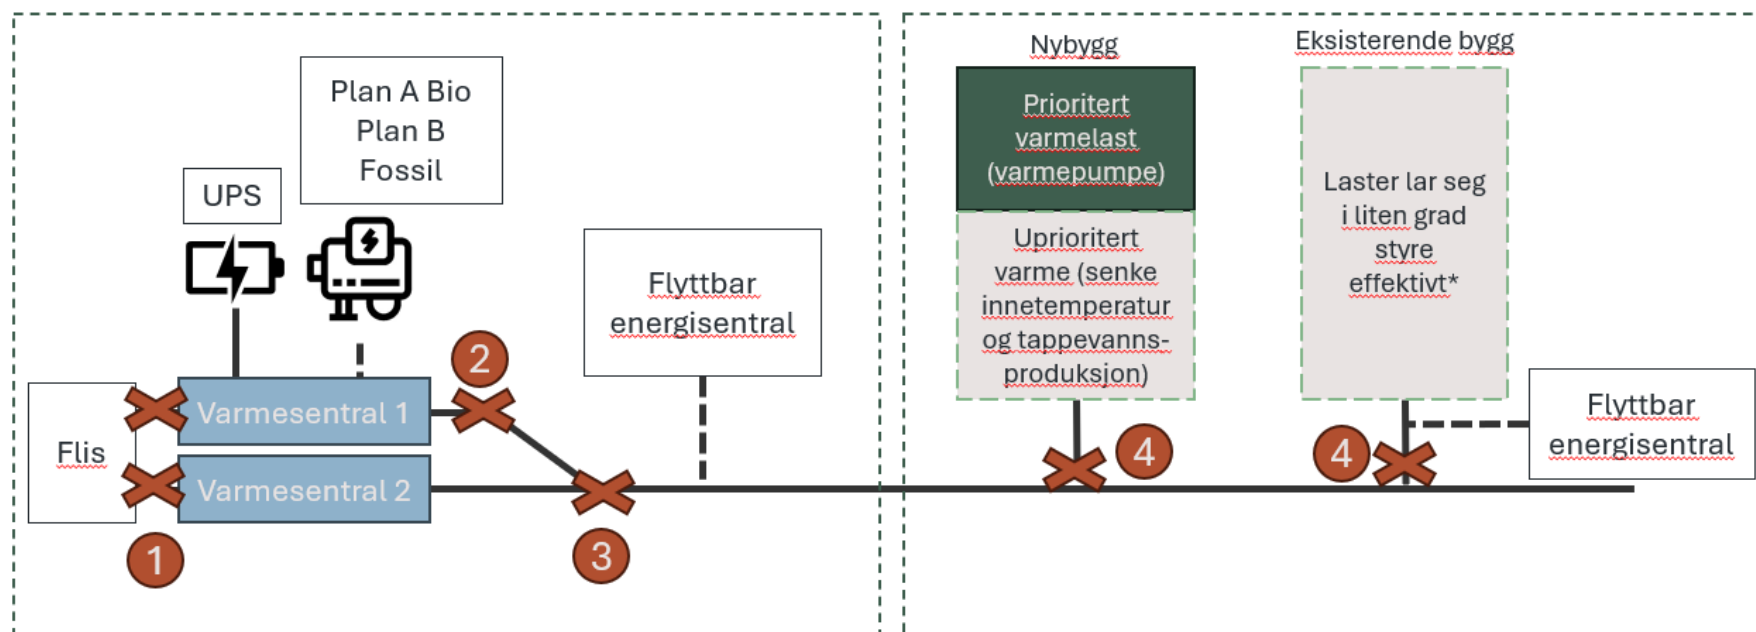 Plan A Bio
Plan B
Fossil
UPS
Flyttbar
energisentral
Flis
Varmesentral 1
Varmesentral 2
1
2
3
Nybygg
Prioritert
varmelast
(varmepumpe)
Uprioritert
varme (senke
innetemperatur
og tappevanns-
produksjon)
4
Eksisterende bygg
Laster lar seg
i liten grad
styre
effektivt*
4
Flyttbar
energisentral